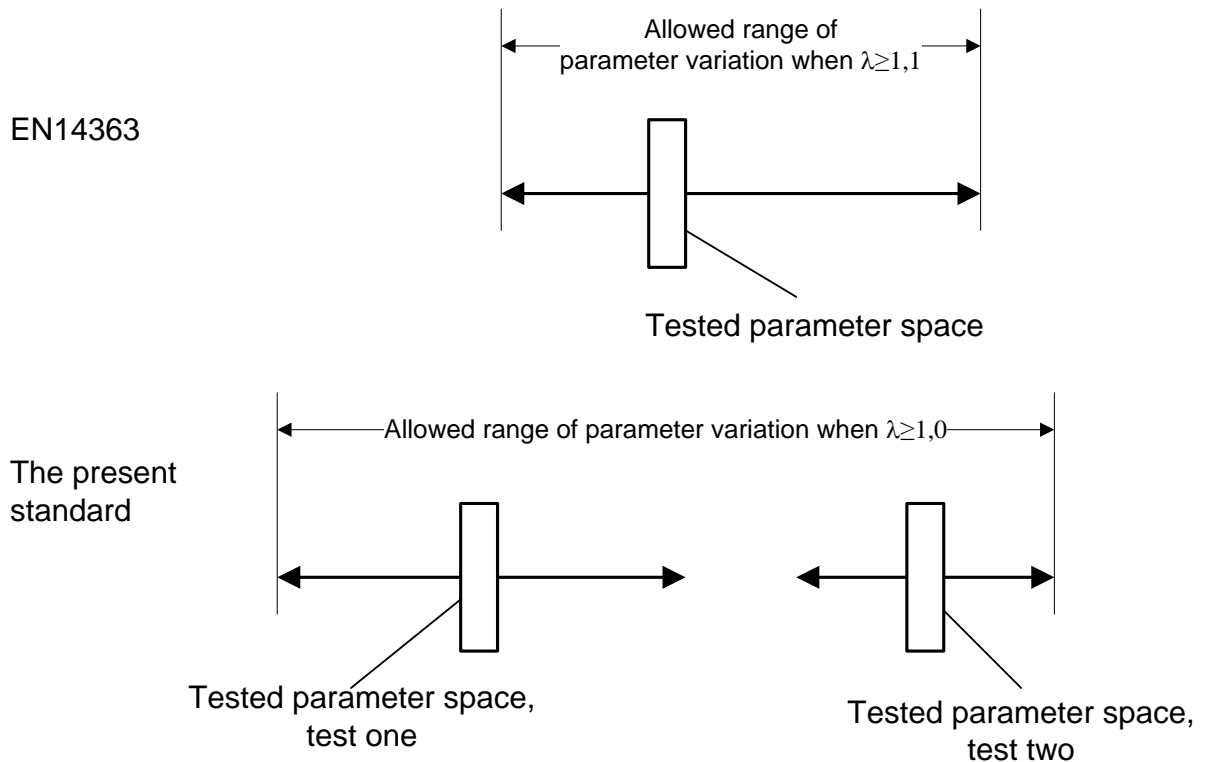 Allowed range of
parameter variation when λ≥1,1
EN14363
Tested parameter space
Allowed range of parameter variation when λ≥1,0
The present
standard
Tested parameter space,
test one
Tested parameter space,
test two